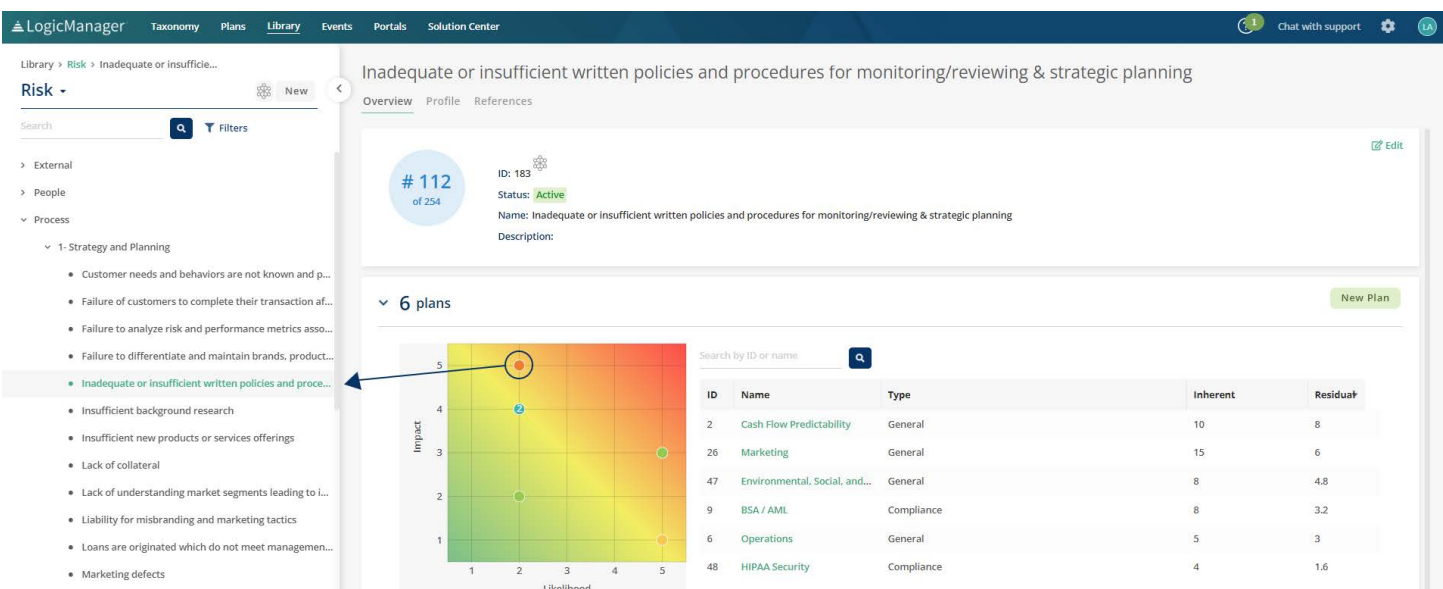 LogicManager Taxonomy Plans Library Events Portals Solution Center 1 Chat with support LA
Library > Risk > Inadequate or insufficie...
Risk
New
Search
Filters
External
People
Process
1- Strategy and Planning
Customer needs and behaviors are not known and p...
Failure of customers to complete their transaction af...
Failure to analyze risk and performance metrics asso...
Failure to differentiate and maintain brands, product...
Inadequate or insufficient written policies and proce...
Insufficient background research
Insufficient new products or services offerings
Lack of collateral
Lack of understanding market segments leading to i...
Liability for misbranding and marketing tactics
Loans are originated which do not meet managemen...
Marketing defects
Inadequate or insufficient written policies and procedures for monitoring/reviewing & strategic planning
Overview Profile References
Edit
# 112
of 254
ID: 183
Status: Active
Name: Inadequate or insufficient written policies and procedures for monitoring/reviewing & strategic planning
Description:
6 plans
New Plan
Impact
5
4
3
2
1
2
1 2 3 4 5
Likelihood
Search by ID or name
ID Name Type Inherent Residual
2 Cash Flow Predictability General 10 8
26 Marketing General 15 6
47 Environmental, Social, and... General 8 4.8
9 BSA / AML Compliance 8 3.2
6 Operations General 5 3
48 HIPAA Security Compliance 4 1.6